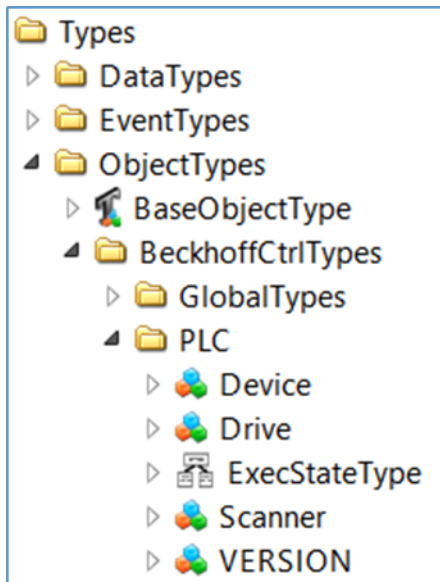 Types
DataTypes
EventTypes
ObjectTypes
BaseObjectType
BeckhoffCtrlTypes
GlobalTypes
PLC
Device
Drive
ExecStateType
Scanner
VERSION